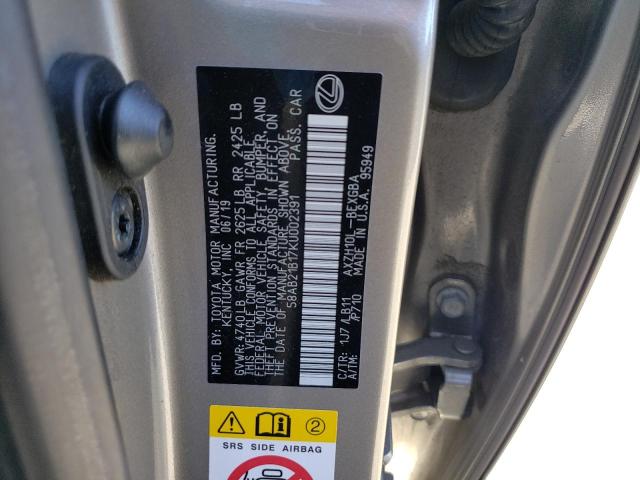 MFD. BY: TOYOTA MOTOR MANUFACTURING.
KENTUCKY, INC 06/19
GVWR: 4740 LB GAWR FR 2625 LB RR 2425 LB
THIS VEHICLE CONFORMS TO ALL APPLICABLE
FEDERAL MOTOR VEHICLE SAFETY, BUMPER, AND
THEFT PREVENTION STANDARDS IN EFFECT ON
THE DATE OF MANUFACTURE SHOWN ABOVE.
58AB21B17KU002391 PASS. CAR
C/TR: 1J7 /LB11 AXZH10L-BEXGBA
A/TM: /P710 MADE IN U.S.A. 95949
2
SRS SIDE AIRBAG